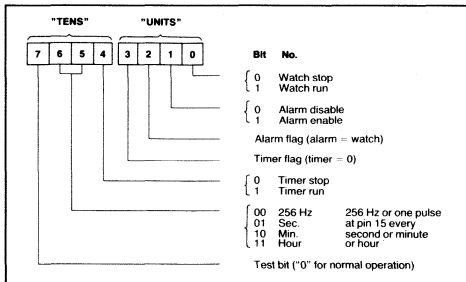 "TENS" "UNITS"
7 6 5 4 3 2 1 0
Bit No.
0 Watch stop
1 Watch run
0 Alarm disable
1 Alarm enable
Alarm flag (alarm = watch)
Timer flag (timer = 0)
0 Timer stop
1 Timer run
00 256 Hz 256 Hz or one pulse
01 Sec. at pin 15 every
10 Min. second or minute
11 Hour or hour
Test bit ("0" for normal operation)